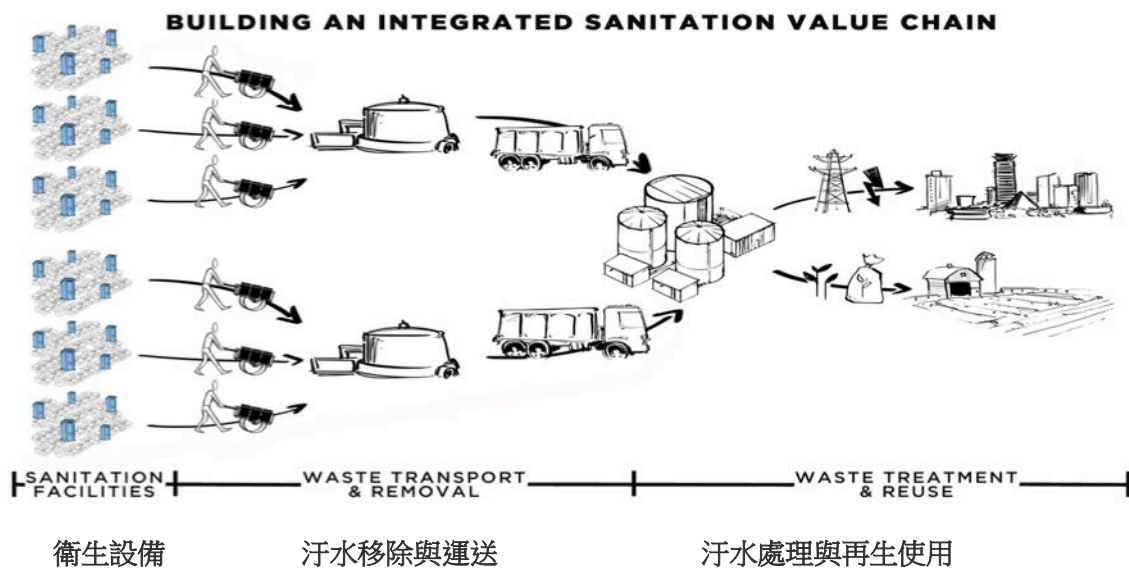 BUILDING AN INTEGRATED SANITATION VALUE CHAIN
SANITATION
FACILITIES
WASTE TRANSPORT
& REMOVAL
WASTE TREATMENT
& REUSE
衛生設備
汙水移除與運送
汙水處理與再生使用